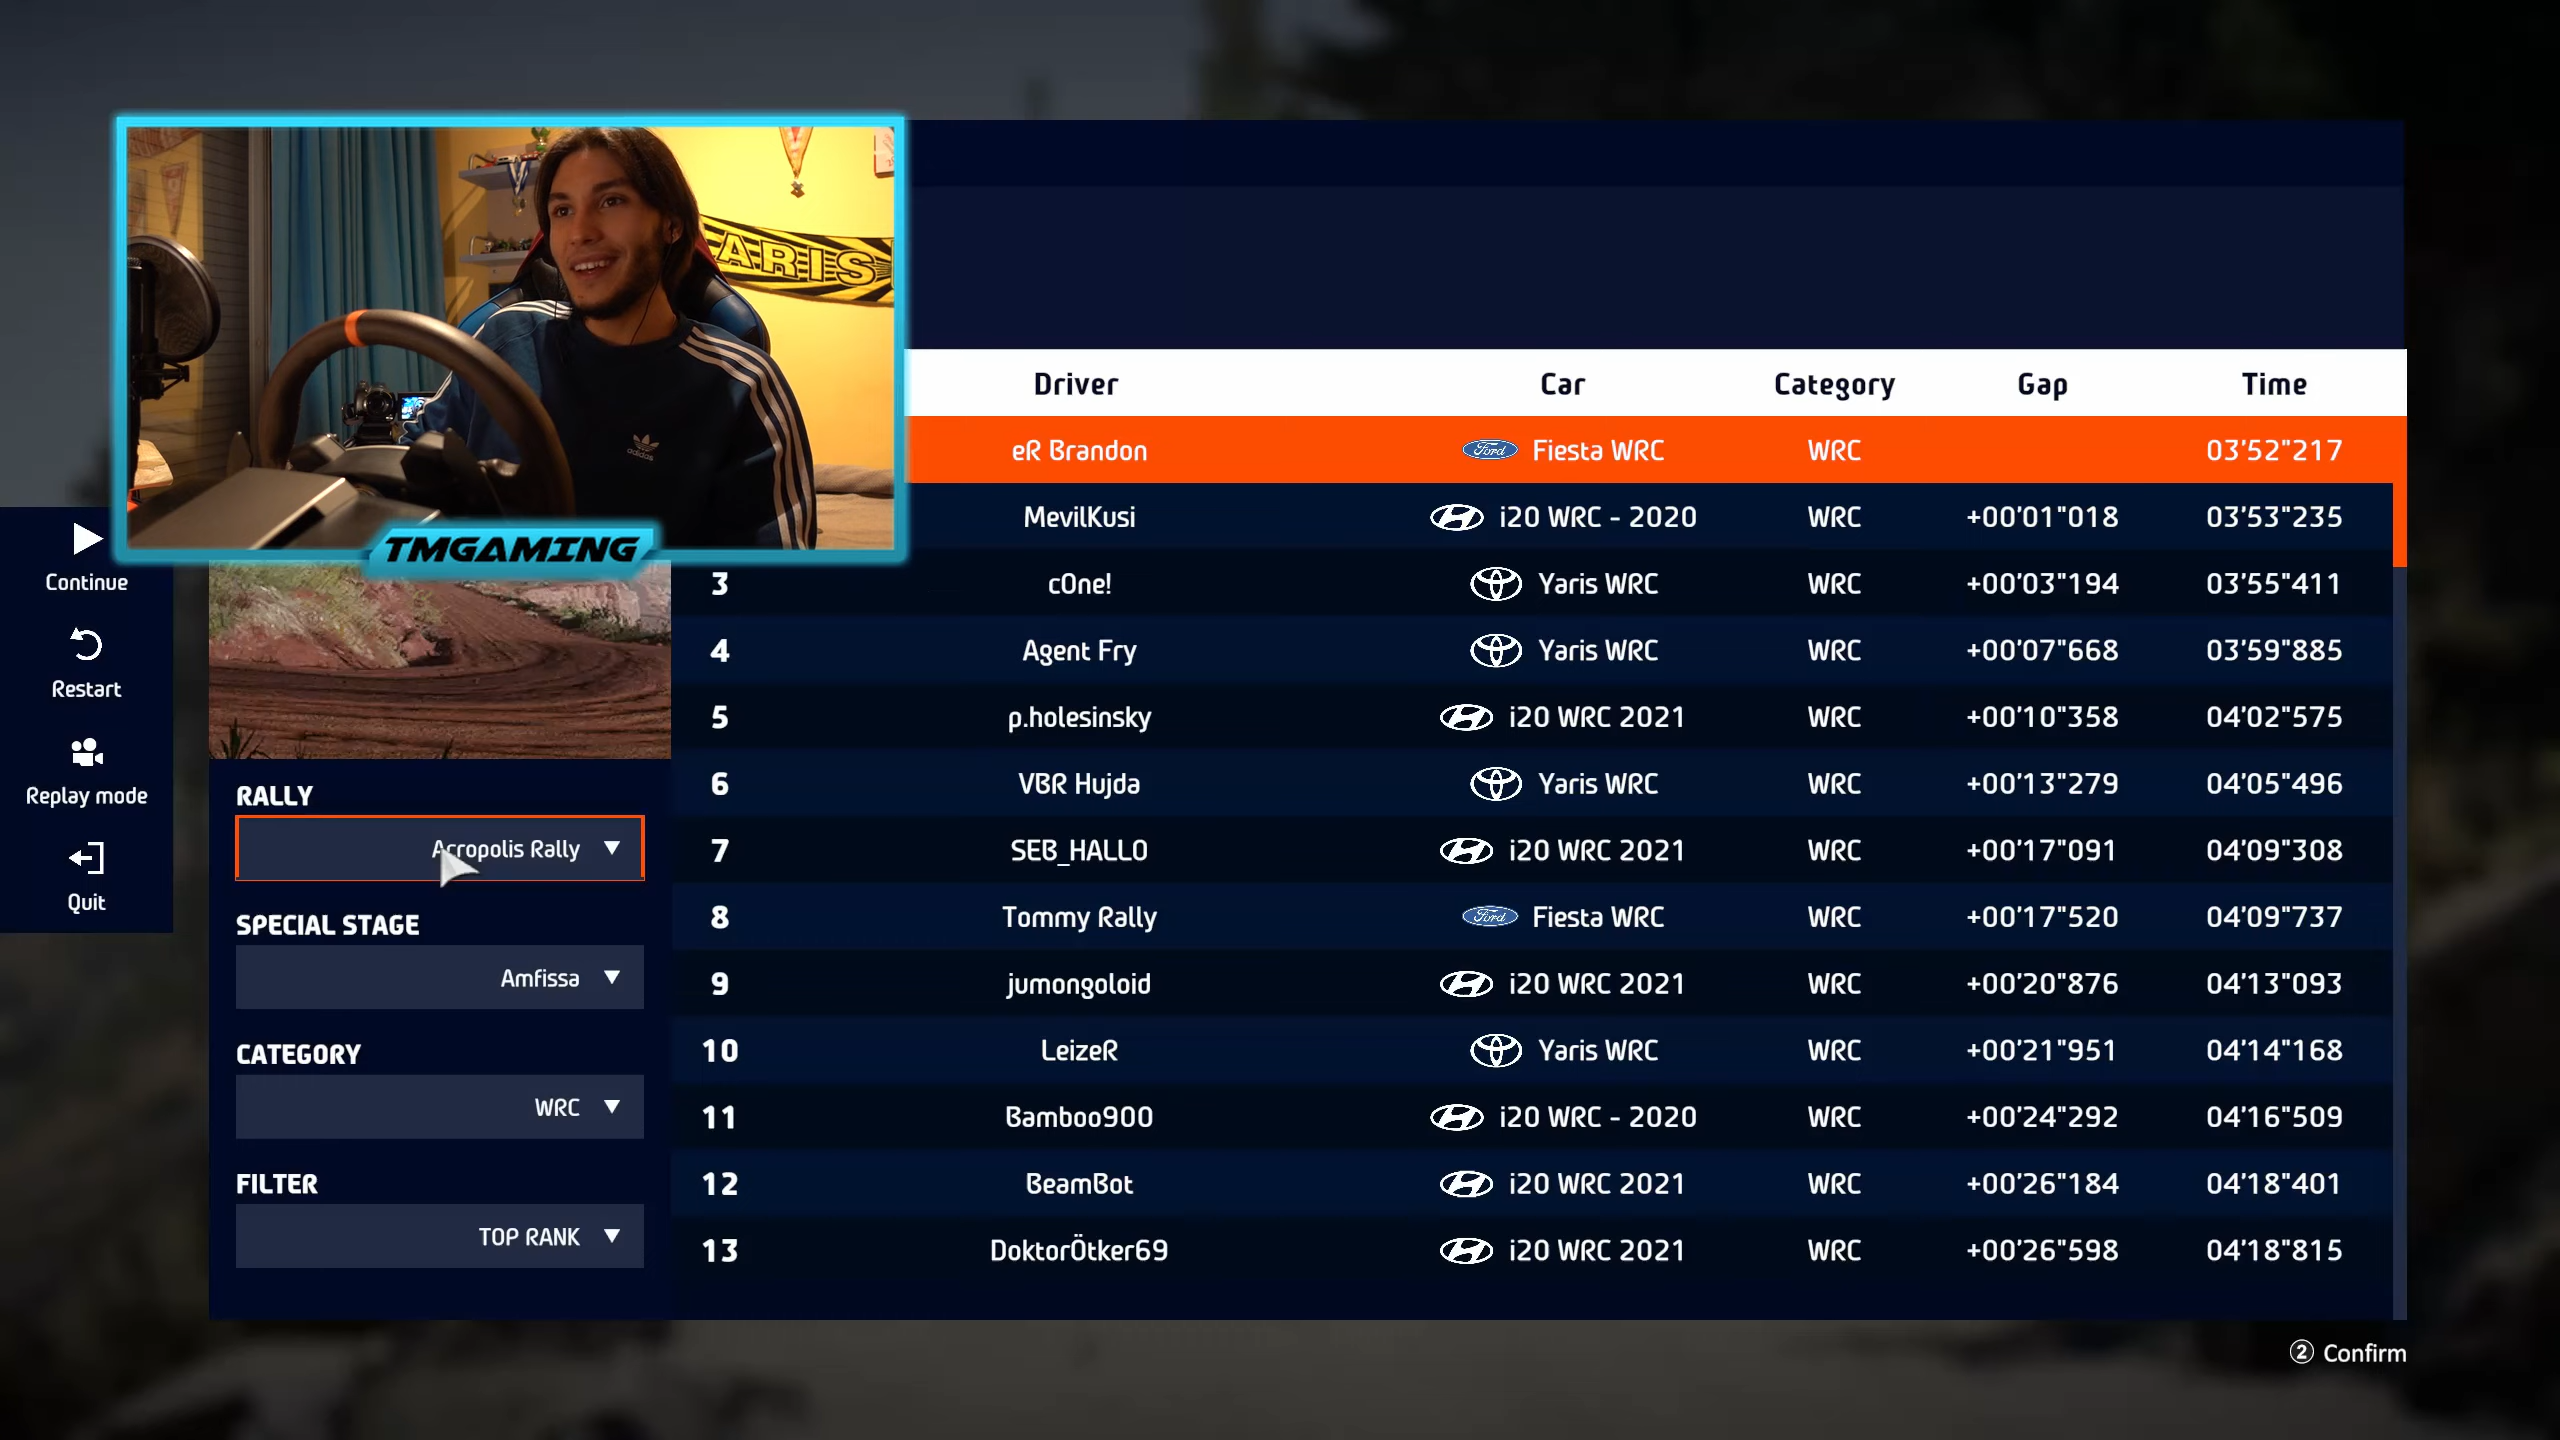 ARIS
adidas
TMGAMING
Driver Car Category Gap Time
eR Brandon Ford Fiesta WRC WRC 03'52"217
MevilKusi i20 WRC - 2020 WRC +00'01"018 03'53"235
3 cOne! Yaris WRC WRC +00'03"194 03'55"411
4 Agent Fry Yaris WRC WRC +00'07"668 03'59"885
5 p.holesinsky i20 WRC 2021 WRC +00'10"358 04'02"575
6 VBR Hujda Yaris WRC WRC +00'13"279 04'05"496
7 SEB_HALLO i20 WRC 2021 WRC +00'17"091 04'09"308
8 Tommy Rally Ford Fiesta WRC WRC +00'17"520 04'09"737
9 jumongoloid i20 WRC 2021 WRC +00'20"876 04'13"093
10 LeizeR Yaris WRC WRC +00'21"951 04'14"168
11 Bamboo900 i20 WRC - 2020 WRC +00'24"292 04'16"509
12 BeamBot i20 WRC 2021 WRC +00'26"184 04'18"401
13 DoktorÖtker69 i20 WRC 2021 WRC +00'26"598 04'18"815
Continue
Restart
Replay mode
Quit
RALLY
Acropolis Rally
SPECIAL STAGE
Amfissa
CATEGORY
WRC
FILTER
TOP RANK
2 Confirm